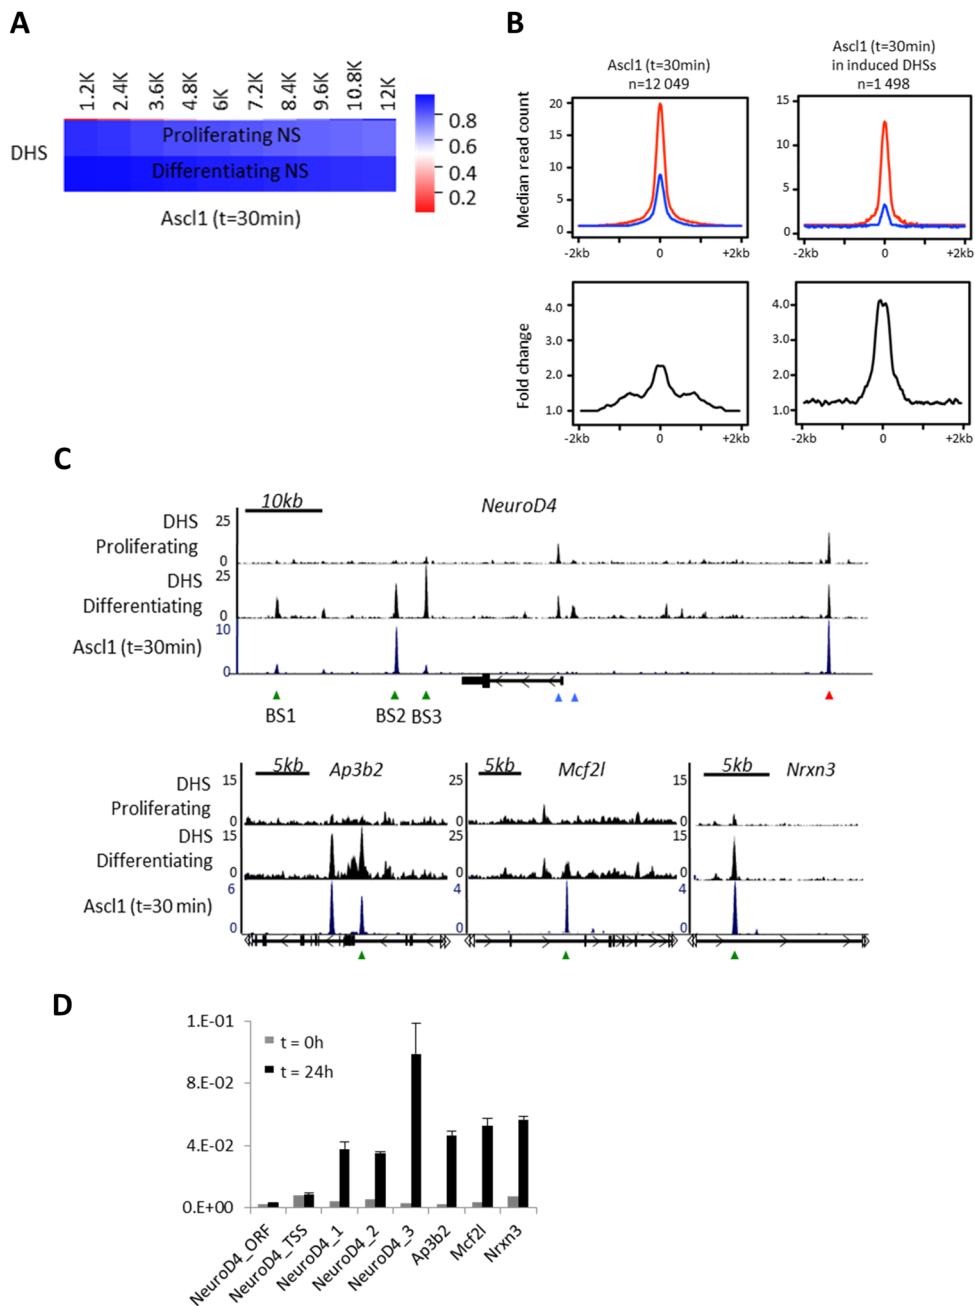 A
1.2K 2.4K 3.6K 4.8K 6K 7.2K 8.4K 9.6K 10.8K 12K
DHS
Proliferating NS
Differentiating NS
0.8
0.6
0.4
0.2
Ascl1 (t=30min)
B
Ascl1 (t=30min)
n=12 049
Median read count
20
15
10
5
0
-2kb 0 +2kb
Ascl1 (t=30min)
in induced DHSs
n=1 498
15
10
5
0
-2kb 0 +2kb
Fold change
4.0
3.0
2.0
1.0
-2kb 0 +2kb
4.0
3.0
2.0
1.0
-2kb 0 +2kb
C
10kb NeuroD4
DHS
Proliferating
25
0
DHS
Differentiating
25
0
Ascl1 (t=30min)
10
0
BS1 BS2 BS3
5kb Ap3b2
DHS
Proliferating
15
0
DHS
Differentiating
15
0
Ascl1 (t=30 min)
6
0
5kb Mcf2l
25
0
25
0
4
0
5kb Nrxn3
15
0
15
0
4
0
D
1.E-01
8.E-02
4.E-02
0.E+00
t = 0h
t = 24h
NeuroD4_ORF
NeuroD4_TSS
NeuroD4_1
NeuroD4_2
NeuroD4_3
Ap3b2
Mcf2l
Nrxn3